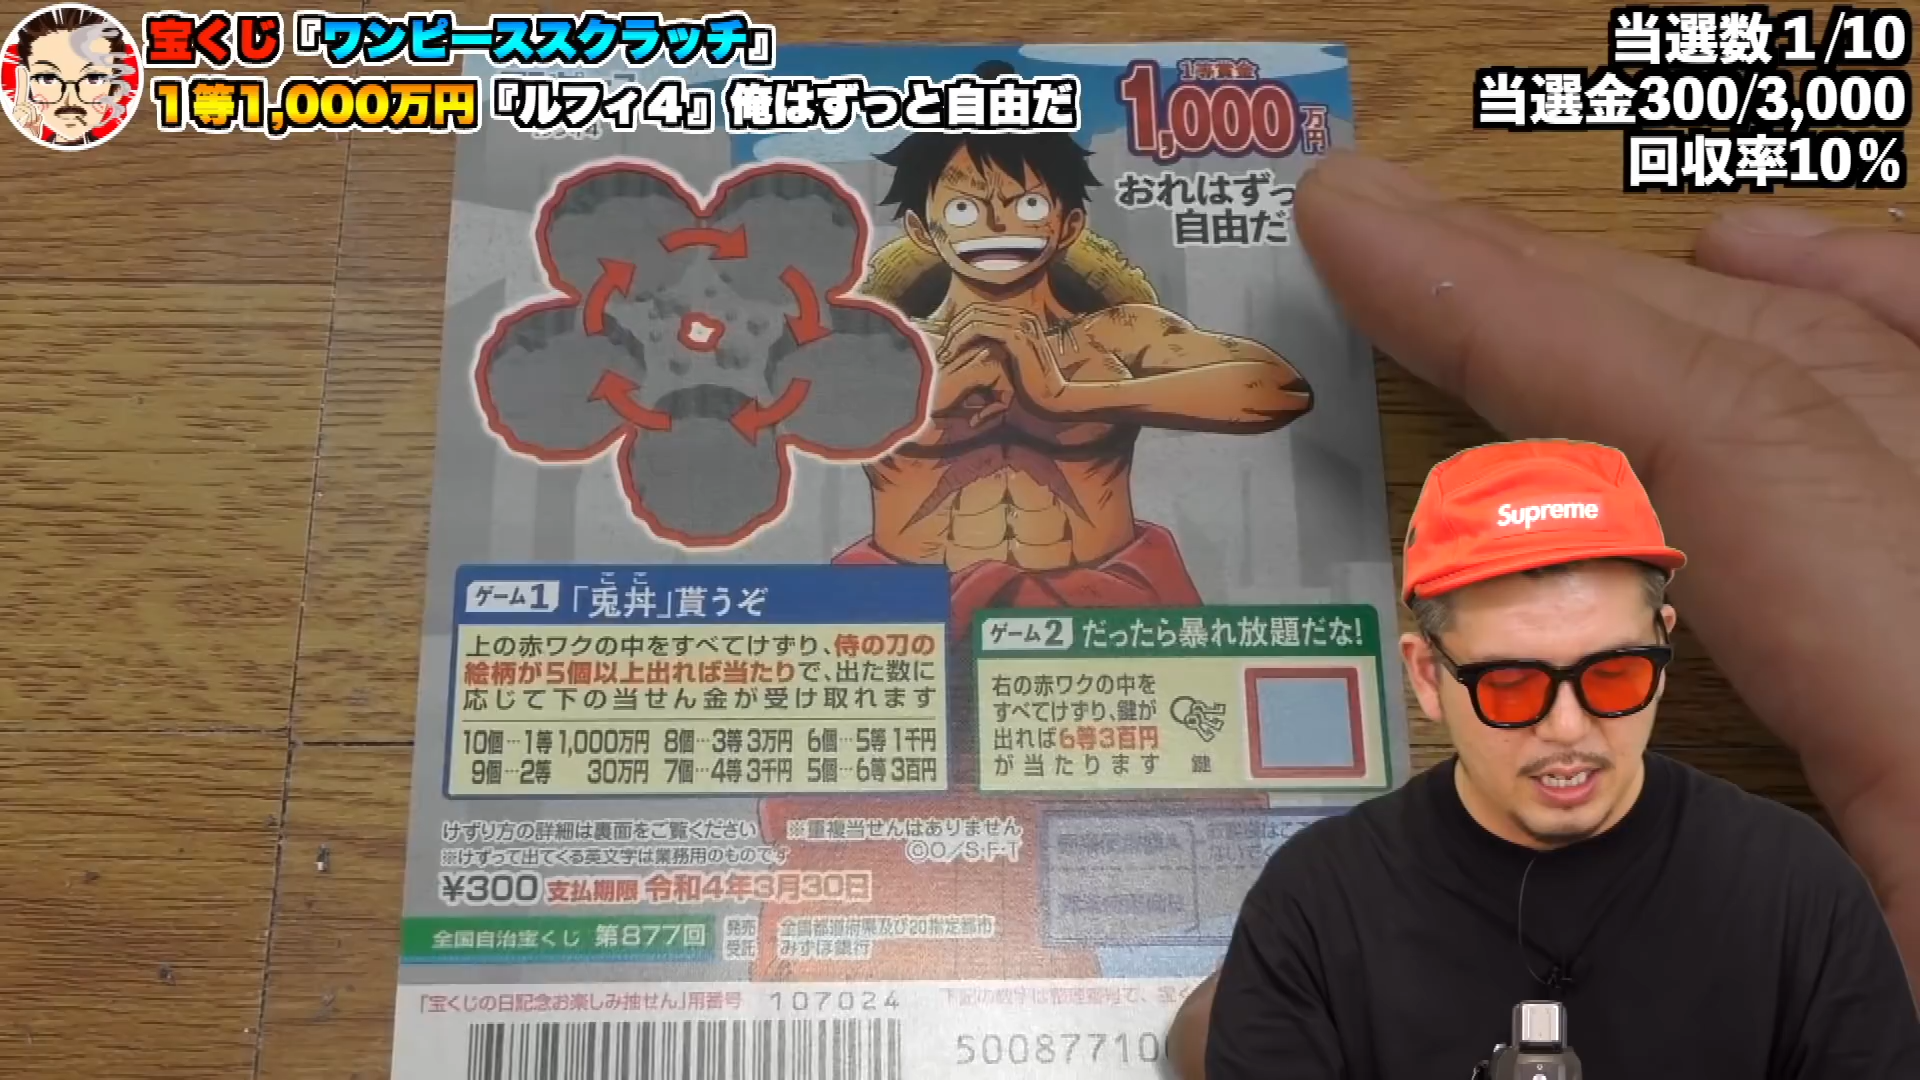 宝くじ『ワンピーススクラッチ』
1等1,000万円『ルフィ4』俺はずっと自由だ
当選数1/10
当選金300/3,000
回収率10%
1等賞金
1,000万円
おれはずっ
自由だ
ゲーム1「兎丼」貰うぞ
上の赤ワクの中をすべてけずり、侍の刀の
絵柄が5個以上出れば当たりで、出た数に
応じて下の当せん金が受け取れます
10個…1等1,000万円 8個…3等3万円 6個…5等1千円
9個…2等 30万円 7個…4等3千円 5個…6等3百円
ゲーム2 だったら暴れ放題だな!
右の赤ワクの中を
すべてけずり、鍵が
出れば6等3百円
が当たります 鍵
けずり方の詳細は裏面をご覧ください ※重複当せんはありません
※けずって出てくる英文字は業務用のものです ©O/S・F・T
¥300 支払期限 令和4年3月30日
全国自治宝くじ 第877回
発売 全国都道府県及び20指定都市
受託 みずほ銀行
「宝くじの日記念お楽しみ抽せん」用番号 107024
50087710
Supreme